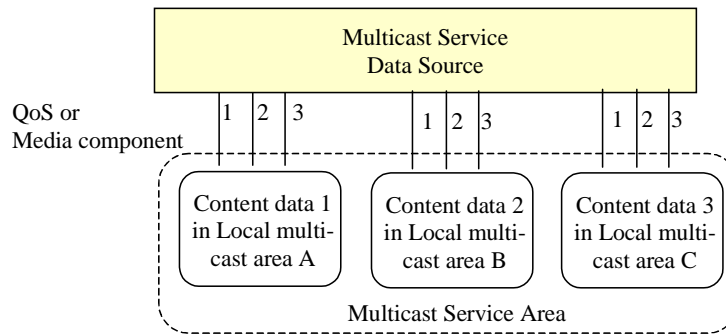 Multicast Service
Data Source
QoS or
Media component
1 2 3
1 2 3
1 2 3
Content data 1
in Local multi-
cast area A
Content data 2
in Local multi-
cast area B
Content data 3
in Local multi-
cast area C
Multicast Service Area